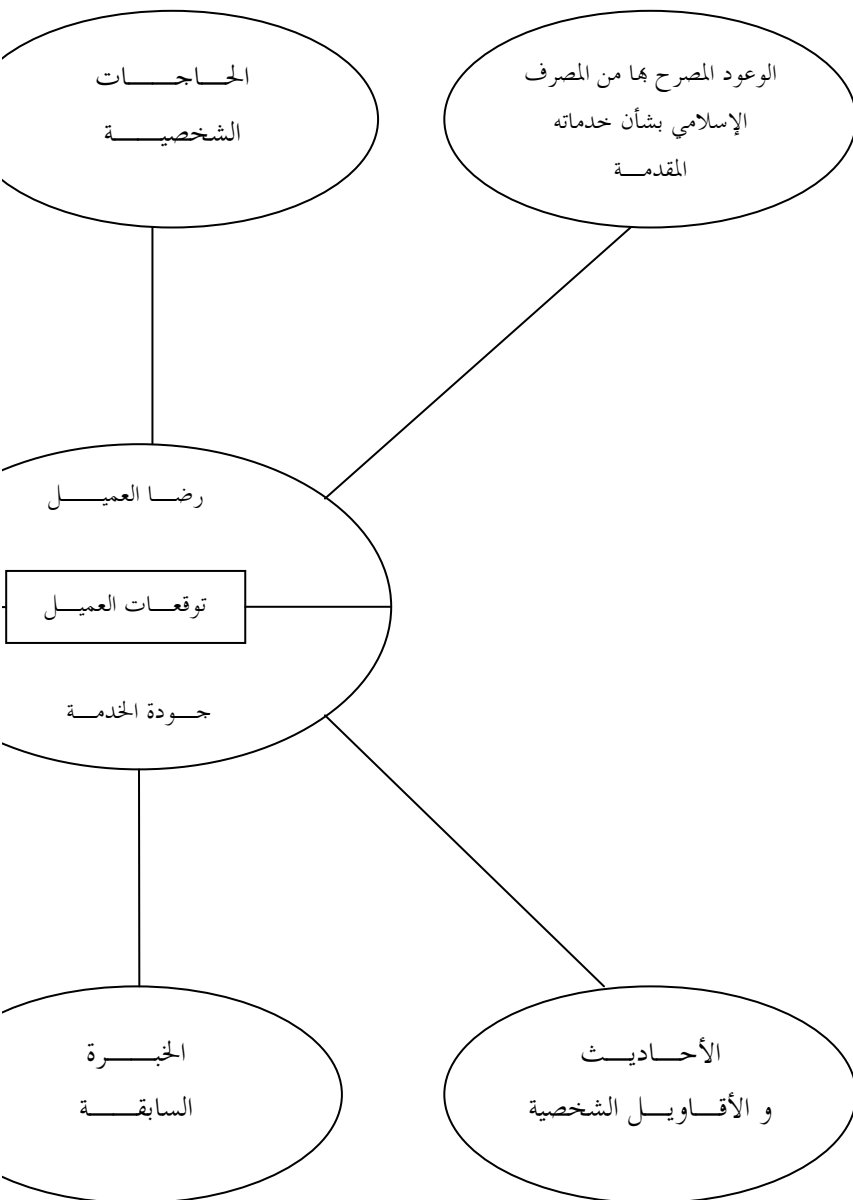 الوعود المصرح بها من المصرف
الإسلامي بشأن خدماته
المقدمة
الحاجات
الشخصية
رضا العميل
توقعات العميل
جودة الخدمة
الأحاديث
و الأقاويل الشخصية
الخبرة
السابقة